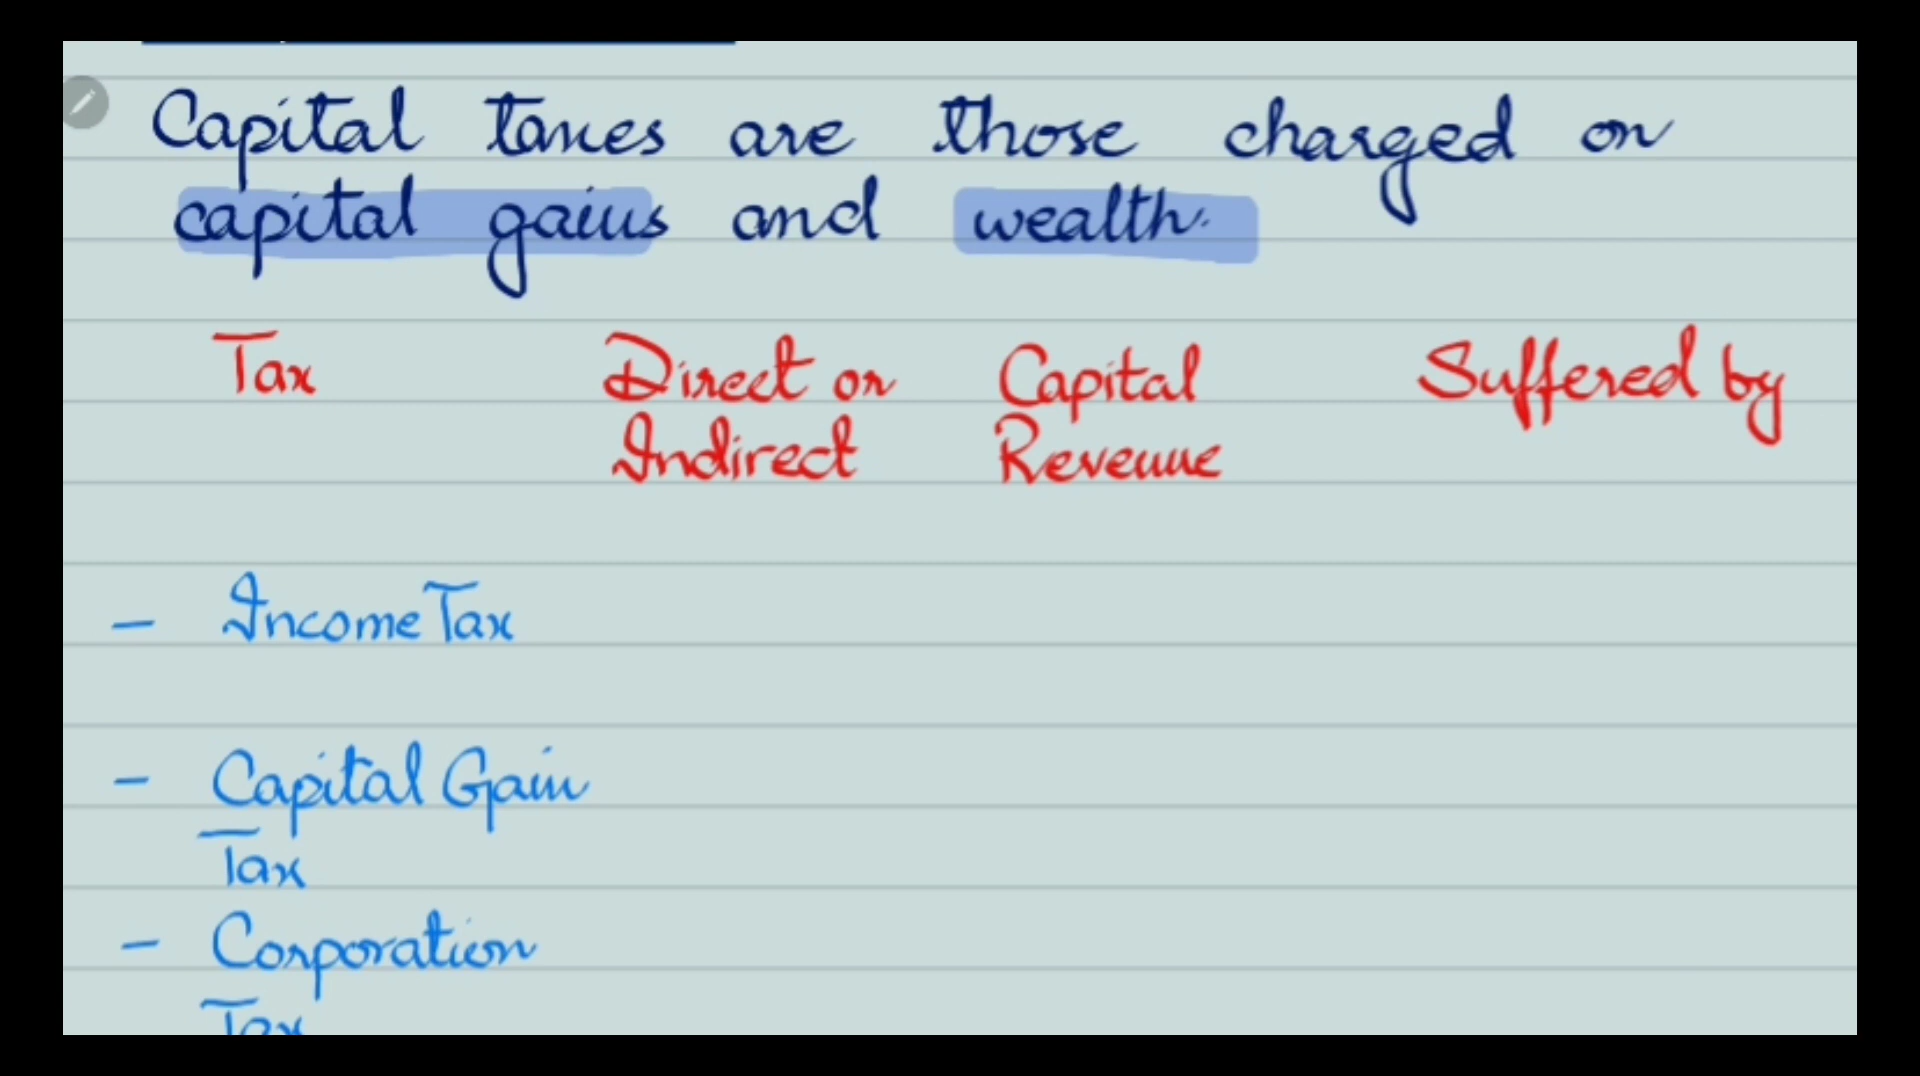 Capital taxes are those charged on
capital gains and wealth.
Tax Direct or Capital Suffered by
Indirect Revenue
- Income Tax
- Capital Gain
Tax
- Corporation
Tax